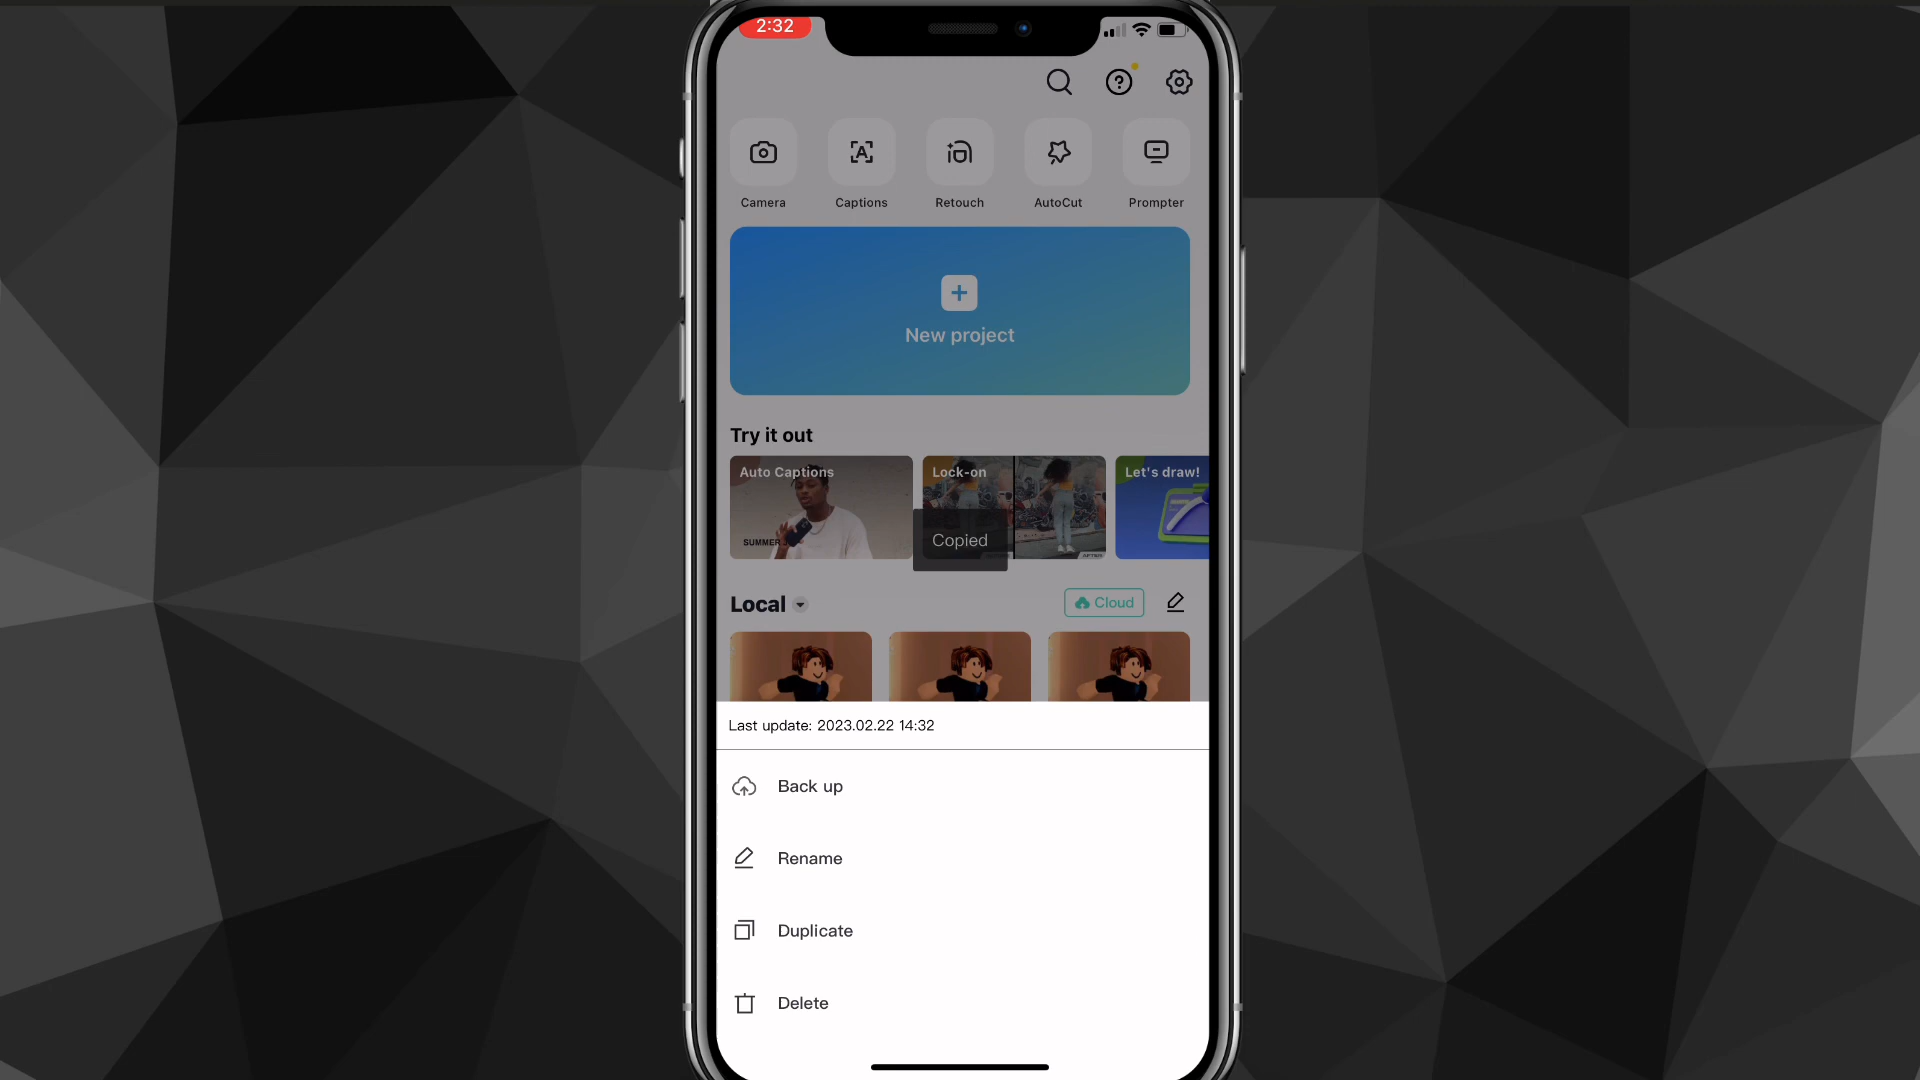 2:32
Camera
Captions
Retouch
AutoCut
Prompter
New project
Try it out
Auto Captions
Lock-on
Let's draw!
Copied
Local
Cloud
Last update: 2023.02.22 14:32
Back up
Rename
Duplicate
Delete